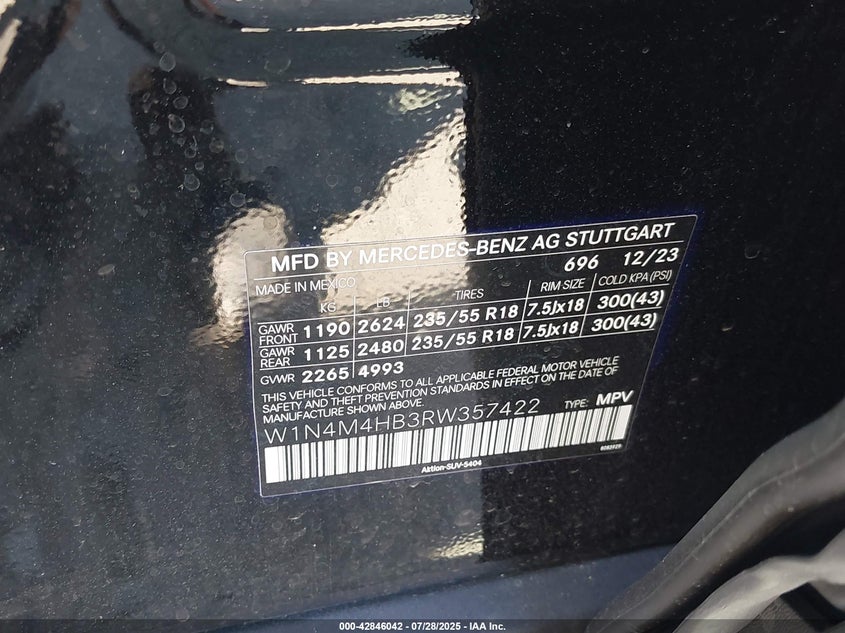 MFD BY MERCEDES-BENZ AG STUTTGART
696 12/23
MADE IN MEXICO
KG LB TIRES RIM SIZE COLD KPA(PSI)
GAWR FRONT 1190 2624 235/55 R18 7.5Jx18 300(43)
GAWR REAR 1125 2480 235/55 R18 7.5Jx18 300(43)
GVWR 2265 4993
THIS VEHICLE CONFORMS TO ALL APPLICABLE FEDERAL MOTOR VEHICLE
SAFETY AND THEFT PREVENTION STANDARDS IN EFFECT ON THE DATE OF
MANUFACTURE SHOWN ABOVE.
W1N4M4HB3RW357422 TYPE: MPV
Aktion-SUV-5404
000-42846042 - 07/28/2025 - IAA Inc.